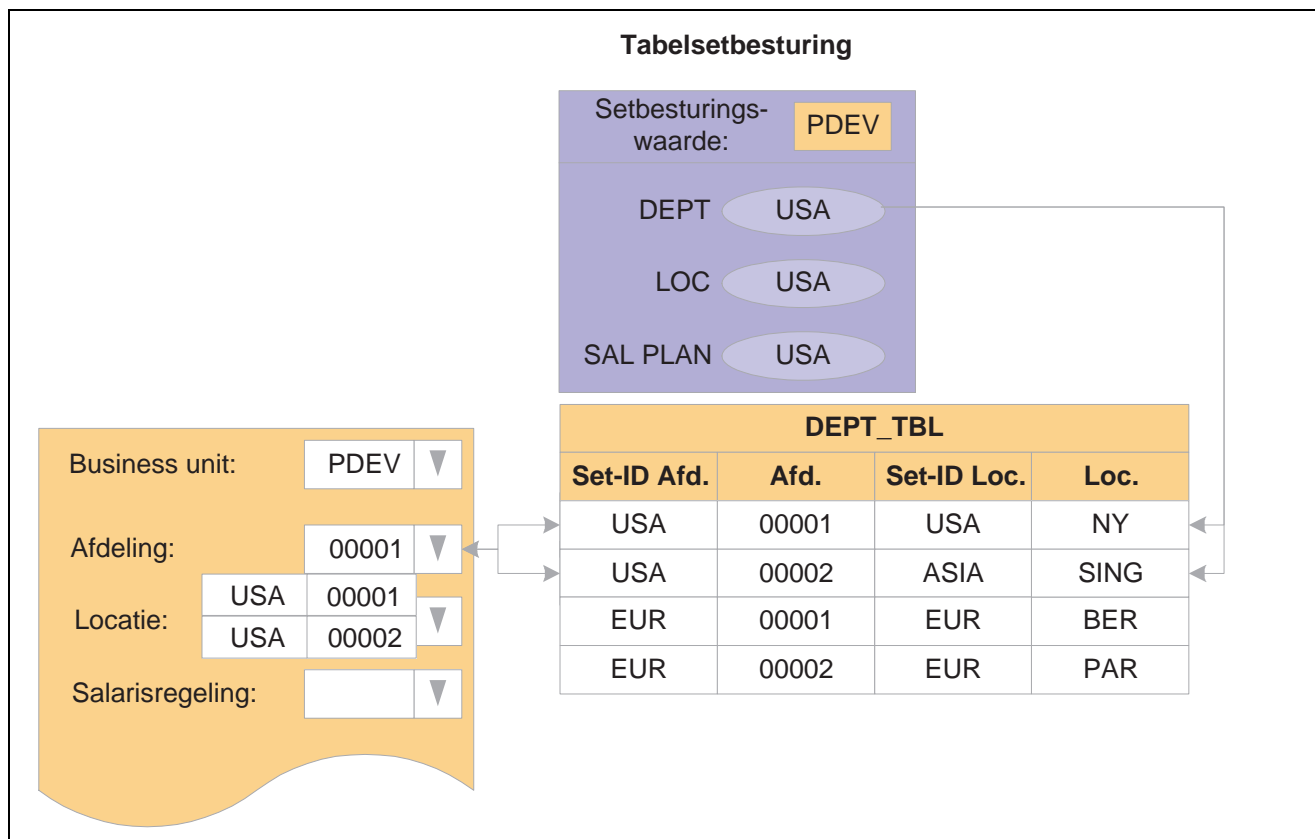 Tabelsetbesturing
Setbesturings-
waarde:
PDEV
DEPT USA
LOC USA
SAL PLAN USA
Business unit: PDEV
Afdeling: 00001
USA 00001
Locatie:
USA 00002
Salarisregeling:
DEPT_TBL
Set-ID Afd. Afd. Set-ID Loc. Loc.
USA 00001 USA NY
USA 00002 ASIA SING
EUR 00001 EUR BER
EUR 00002 EUR PAR